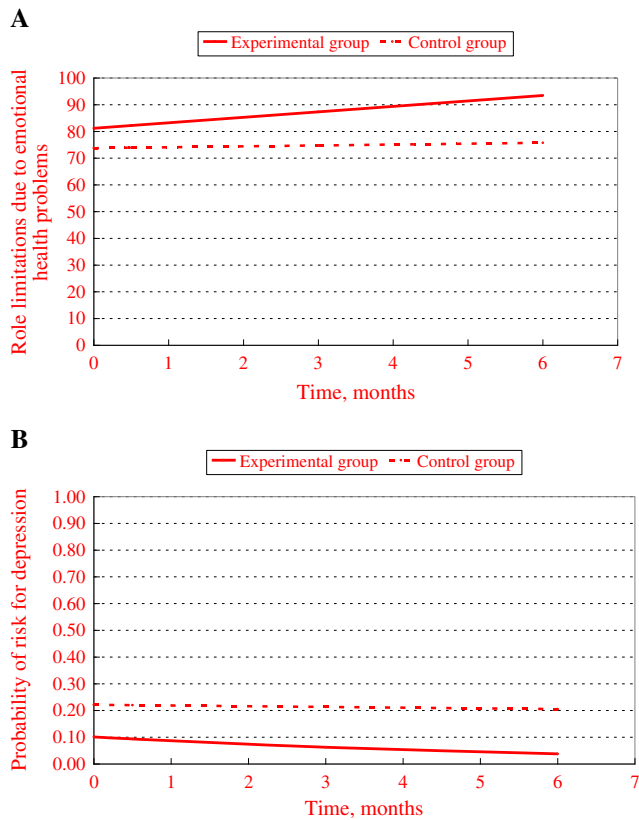 A
Experimental group Control group
100
90
80
70
60
50
40
30
20
10
0
Role limitations due to emotional
health problems
0 1 2 3 4 5 6 7
Time, months
B
Experimental group Control group
1.00
0.90
0.80
0.70
0.60
0.50
0.40
0.30
0.20
0.10
0.00
Probability of risk for depression
0 1 2 3 4 5 6 7
Time, months